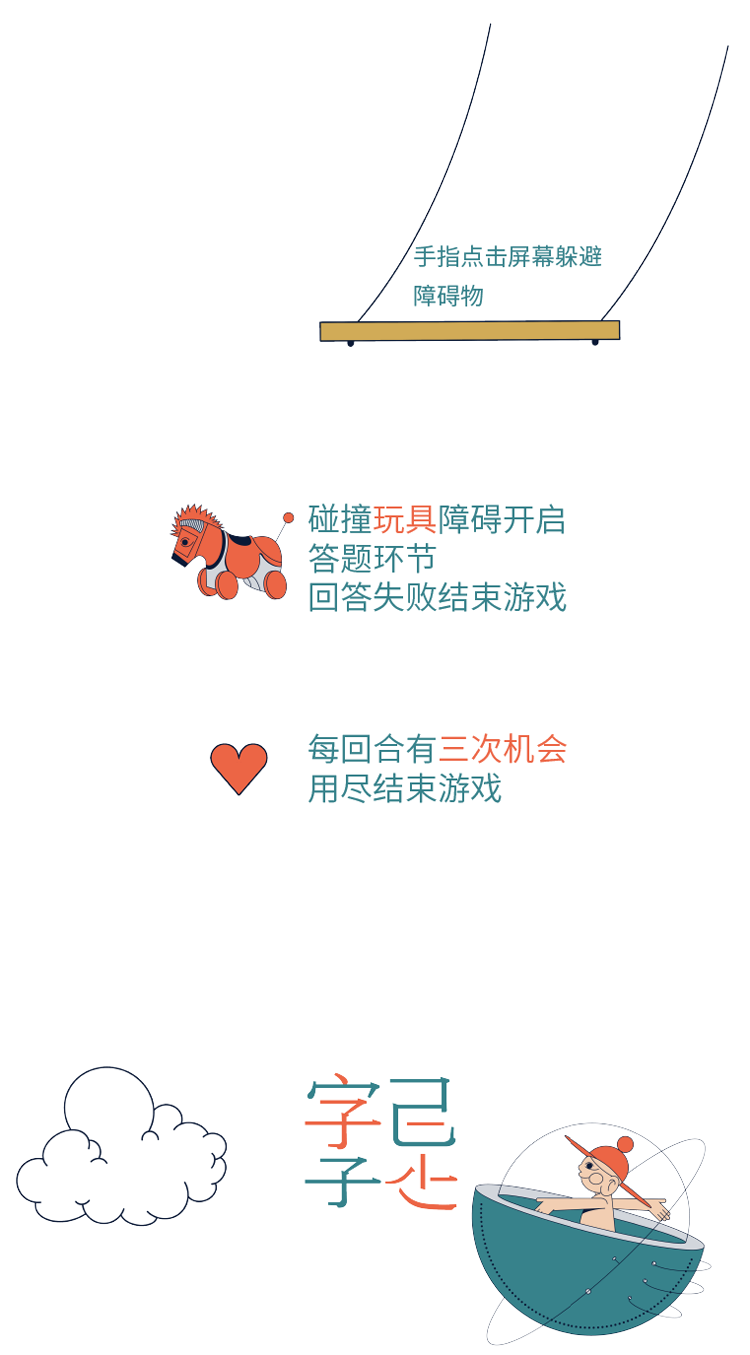 手指点击屏幕躲避
障碍物
碰撞玩具障碍开启
答题环节
回答失败结束游戏
每回合有三次机会
用尽结束游戏
字
子